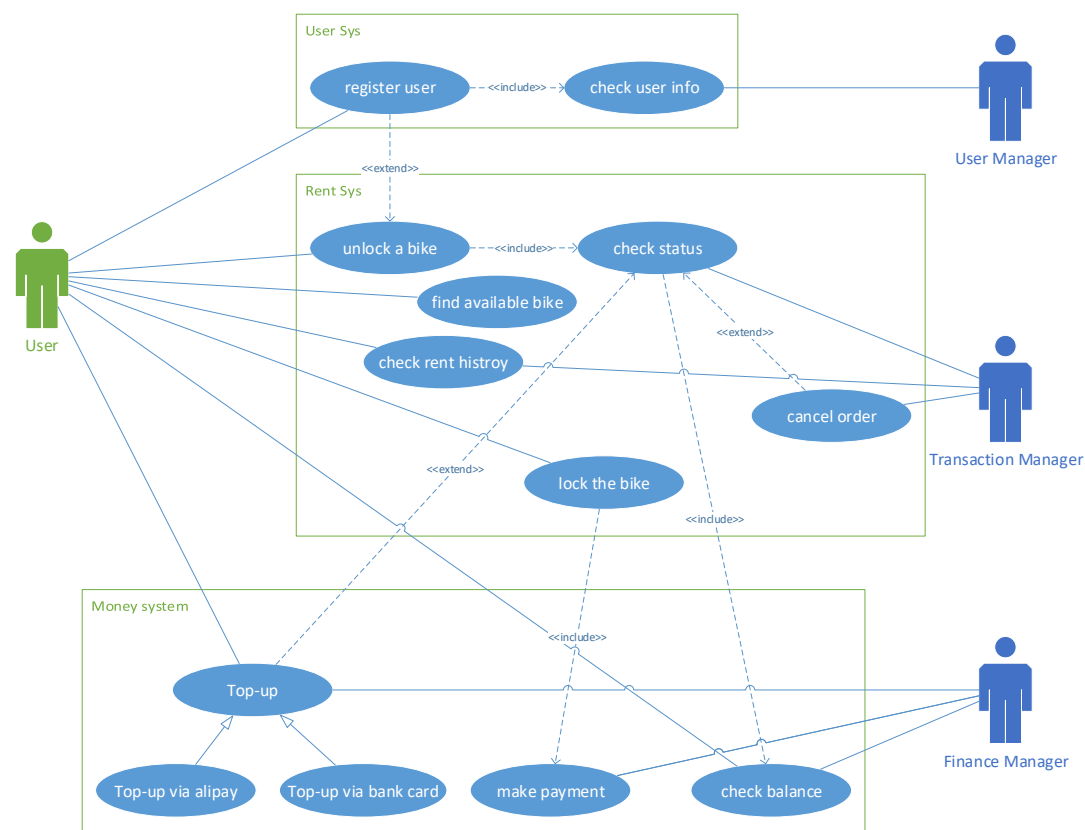 User Sys
register user
<<include>>
check user info
User Manager
<<extend>>
Rent Sys
unlock a bike
<<include>>
check status
find available bike
<<extend>>
User
check rent histroy
cancel order
Transaction Manager
<<extend>>
lock the bike
<<include>>
Money system
<<include>>
Top-up
Finance Manager
Top-up via alipay
Top-up via bank card
make payment
check balance